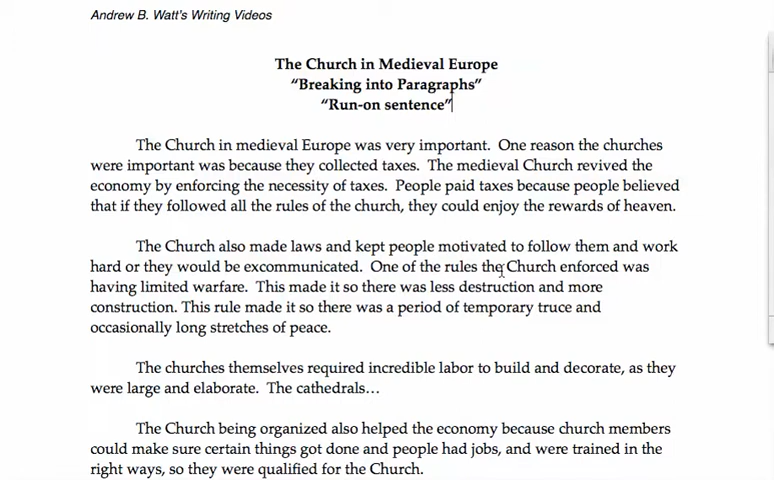 Andrew B. Watt's Writing Videos
The Church in Medieval Europe
"Breaking into Paragraphs"
"Run-on sentence"
The Church in medieval Europe was very important. One reason the churches
were important was because they collected taxes. The medieval Church revived the
economy by enforcing the necessity of taxes. People paid taxes because people believed
that if they followed all the rules of the church, they could enjoy the rewards of heaven.
The Church also made laws and kept people motivated to follow them and work
hard or they would be excommunicated. One of the rules the Church enforced was
having limited warfare. This made it so there was less destruction and more
construction. This rule made it so there was a period of temporary truce and
occasionally long stretches of peace.
The churches themselves required incredible labor to build and decorate, as they
were large and elaborate. The cathedrals…
The Church being organized also helped the economy because church members
could make sure certain things got done and people had jobs, and were trained in the
right ways, so they were qualified for the Church.